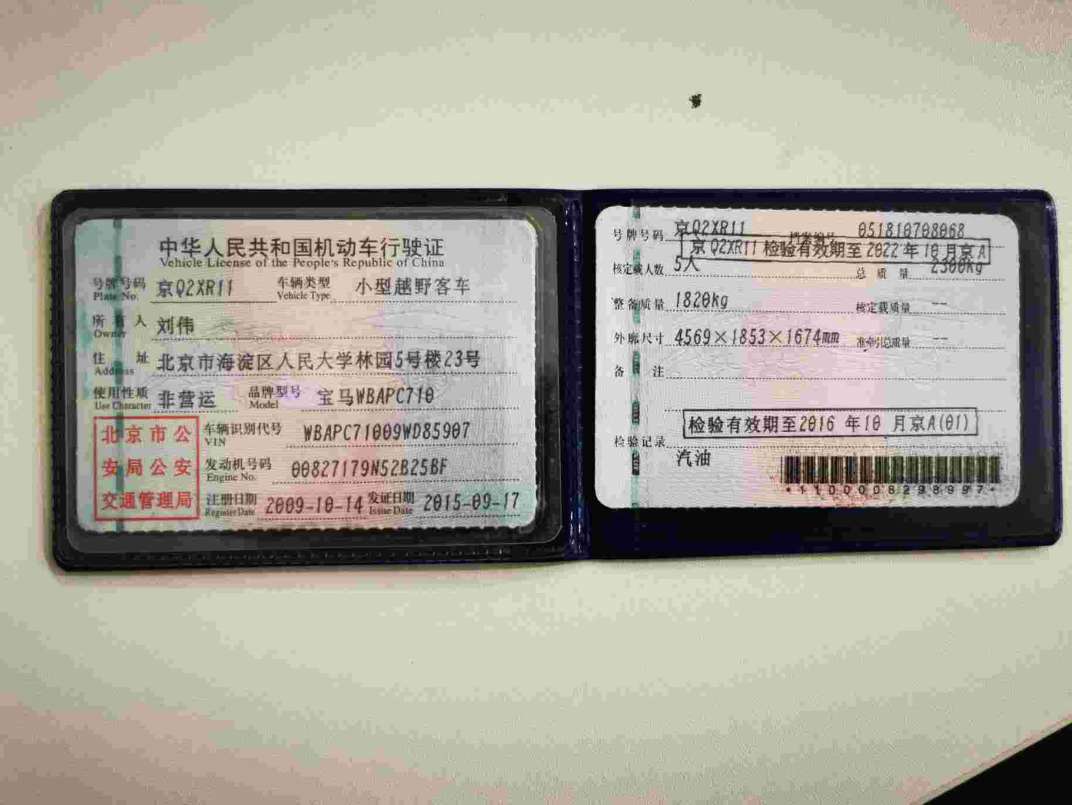 中华人民共和国机动车行驶证
Vehicle License of the People's Republic of China
号牌号码 京Q2XR11 车辆类型 小型越野客车
Plate No. Vehicle Type
所有人 刘伟
Owner
住址 北京市海淀区人民大学林园5号楼23号
Address
使用性质 非营运 品牌型号 宝马WBAPC710
Use Character Model
北京市公安局公安交通管理局
车辆识别代号 WBAPC71009WD85907
VIN
发动机号码 00827179N52B25BF
Engine No.
注册日期 2009-10-14 发证日期 2015-09-17
Register Date Issue Date
号牌号码 京Q2XR11 档案编号 051810708068
京Q2XR11 检验有效期至2022年10月京A
核定载人数 5人 总质量 2300kg
整备质量 1820kg 核定载质量 --
外廓尺寸 4569×1853×1674mm 准牵引总质量 --
备注
检验有效期至2016年10月京A(01)
检验记录
汽油
*1100008298997*